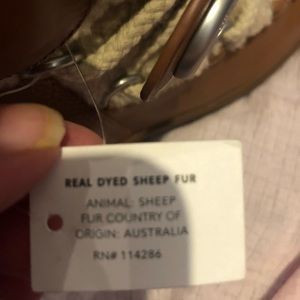 REAL DYED SHEEP FUR
ANIMAL: SHEEP
FUR COUNTRY OF
ORIGIN: AUSTRALIA
RN# 114286